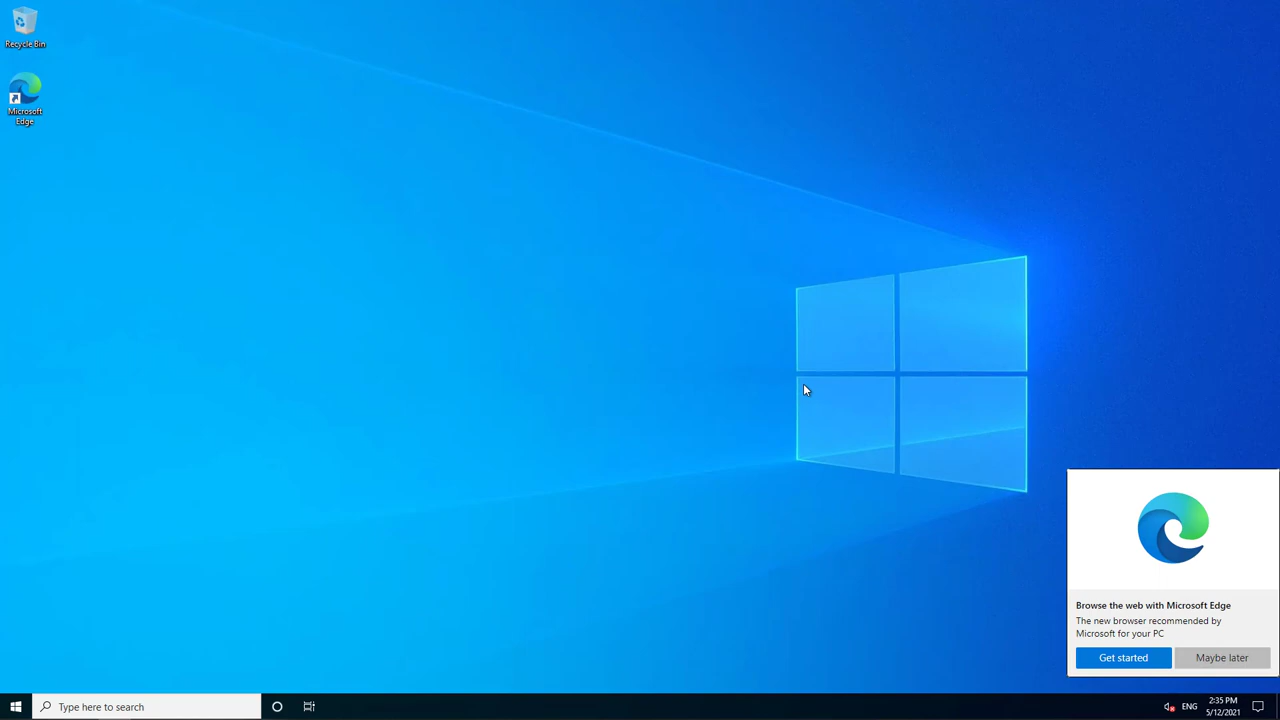 Recycle Bin
Microsoft
Edge
Browse the web with Microsoft Edge
The new browser recommended by
Microsoft for your PC
Get started
Maybe later
Type here to search
ENG
2:35 PM
5/12/2021